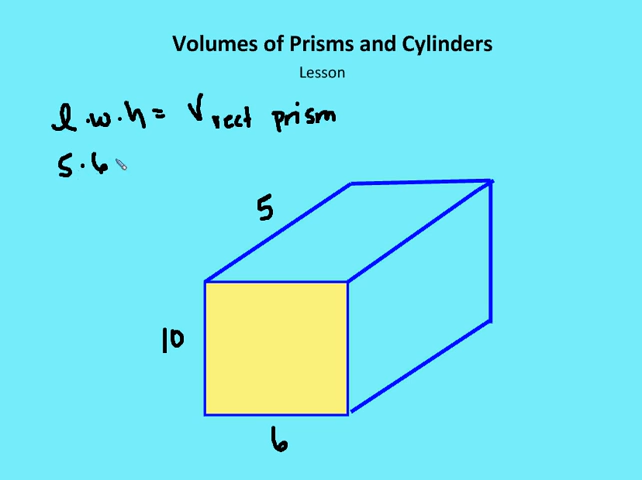 Volumes of Prisms and Cylinders
Lesson
l · w · h = V rect prism
5 · 6
5
10
6